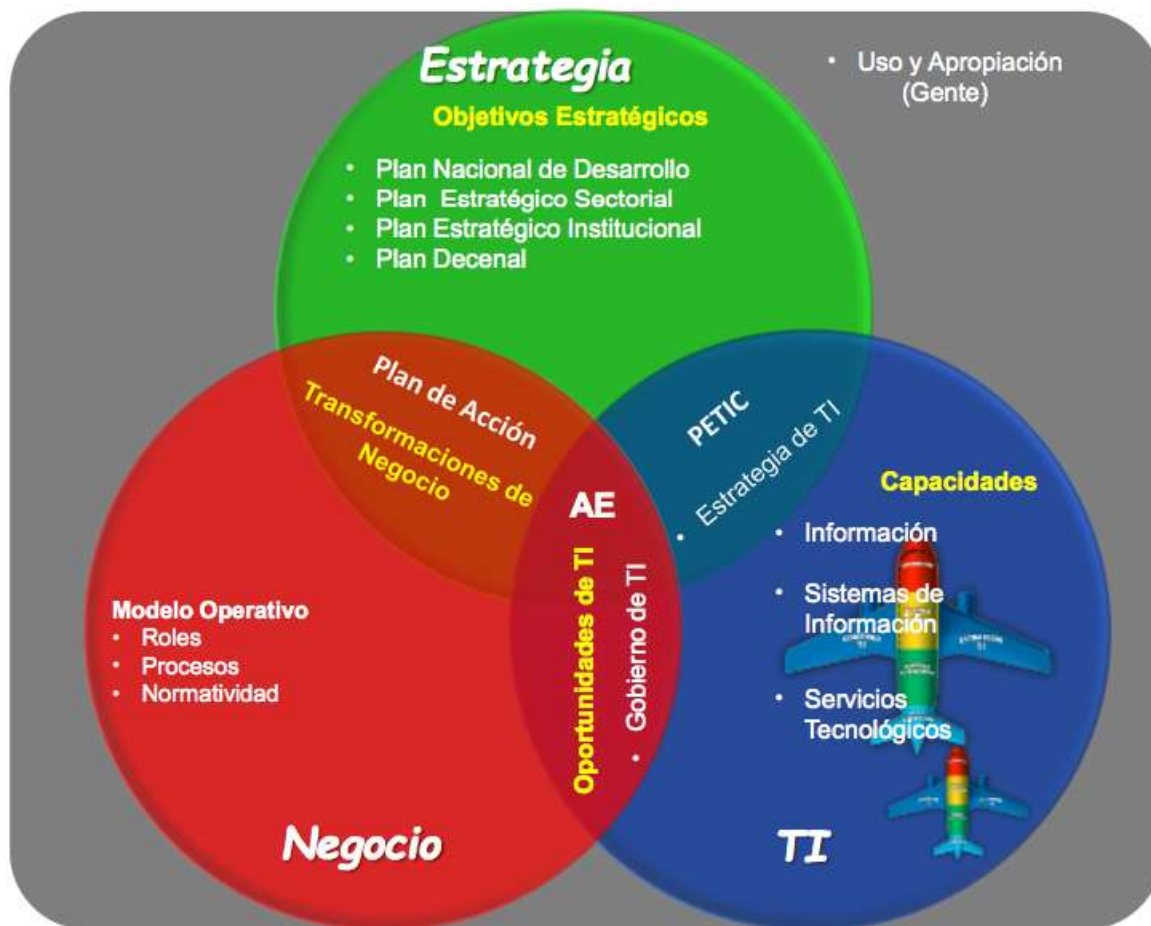 Estrategia
Objetivos Estratégicos
• Plan Nacional de Desarrollo
• Plan Estratégico Sectorial
• Plan Estratégico Institucional
• Plan Decenal
• Uso y Apropiación
(Gente)
Plan de Acción
Transformaciones de
Negocio
PETIC
• Estrategia de TI
AE
Oportunidades de TI
• Gobierno de TI
Modelo Operativo
• Roles
• Procesos
• Normatividad
Negocio
Capacidades
• Información
• Sistemas de
Información
• Servicios
Tecnológicos
TI